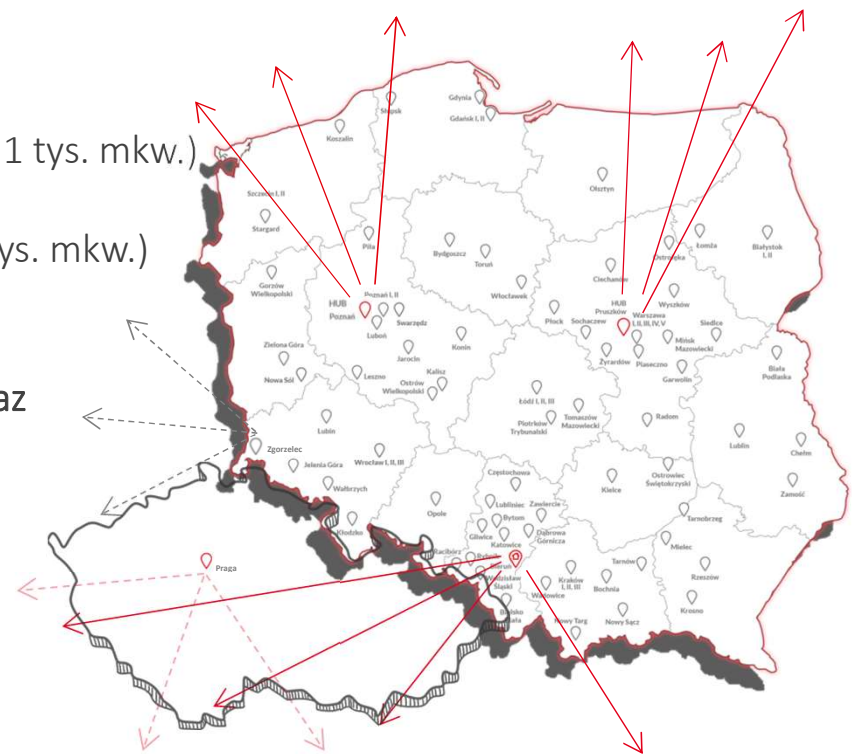 1 tys. mkw.)
ys. mkw.)
az
Gdynia
Słupsk
Gdańsk I, II
Koszalin
Olsztyn
Szczecin I, II
Stargard
Piła
Bydgoszcz
Toruń
Łomża
Ostrołęka
Białystok
I, II
Ciechanów
Gorzów
Wielkopolski
Włocławek
Wyszków
HUB
Poznań
Poznań I, II
Swarzędz
Luboń
Płock
Sochaczew
HUB
Pruszków
Warszawa
I, II, III, IV, V
Siedlce
Mińsk
Mazowiecki
Żyrardów
Piaseczno
Garwolin
Biała
Podlaska
Zielona Góra
Nowa Sól
Jarocin
Konin
Leszno
Kalisz
Ostrów
Wielkopolski
Łódź I, II, III
Piotrków
Trybunalski
Tomaszów
Mazowiecki
Radom
Lublin
Chełm
Zamość
Lubin
Zgorzelec
Jelenia Góra
Wrocław I, II, III
Wałbrzych
Kłodzko
Opole
Częstochowa
Lubliniec
Zawiercie
Bytom
Gliwice
Katowice
Dąbrowa
Górnicza
Kielce
Ostrowiec
Świętokrzyski
Tarnobrzeg
Mielec
Rzeszów
Krosno
Tarnów
Bochnia
Kraków
I, II, III
Wadowice
Nowy Sącz
Nowy Targ
Racibórz
Rybnik
Wodzisław
Śląski
Bielsko
Praga